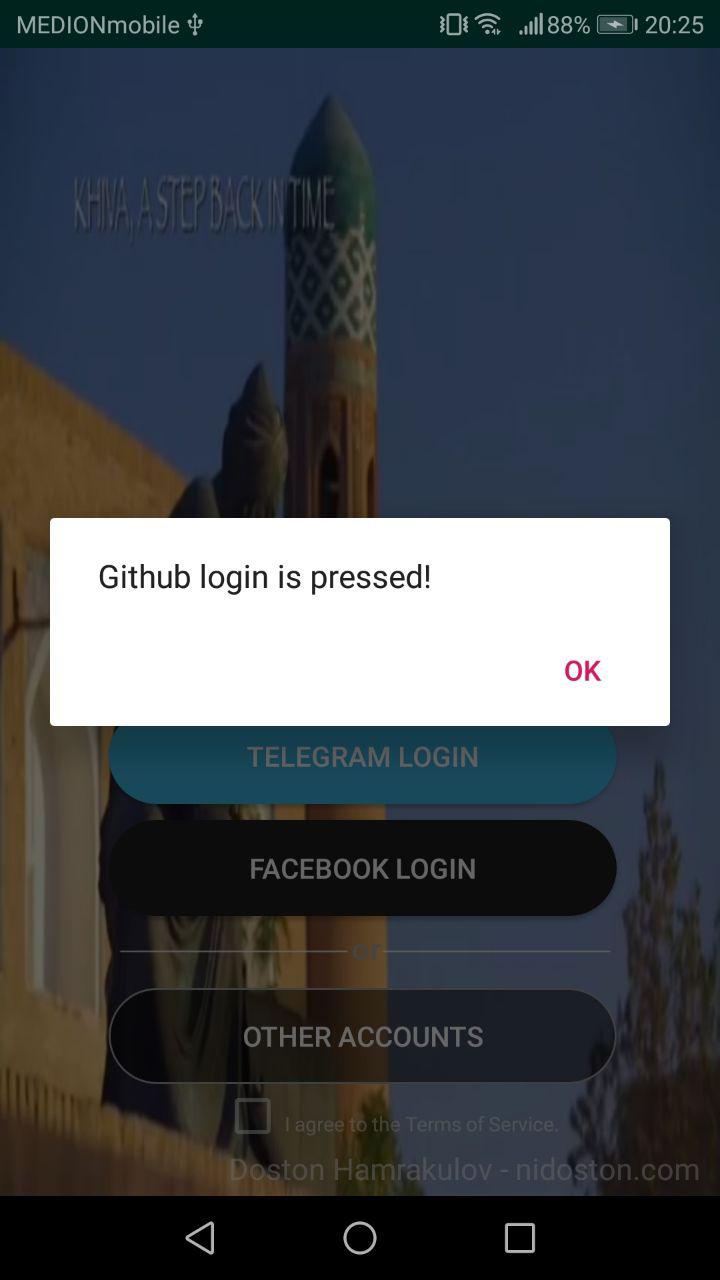 MEDIONmobile 88% 20:25
KHIVA, A STEP BACK IN TIME
Github login is pressed!
OK
TELEGRAM LOGIN
FACEBOOK LOGIN
or
OTHER ACCOUNTS
I agree to the Terms of Service.
Doston Hamrakulov - nidoston.com